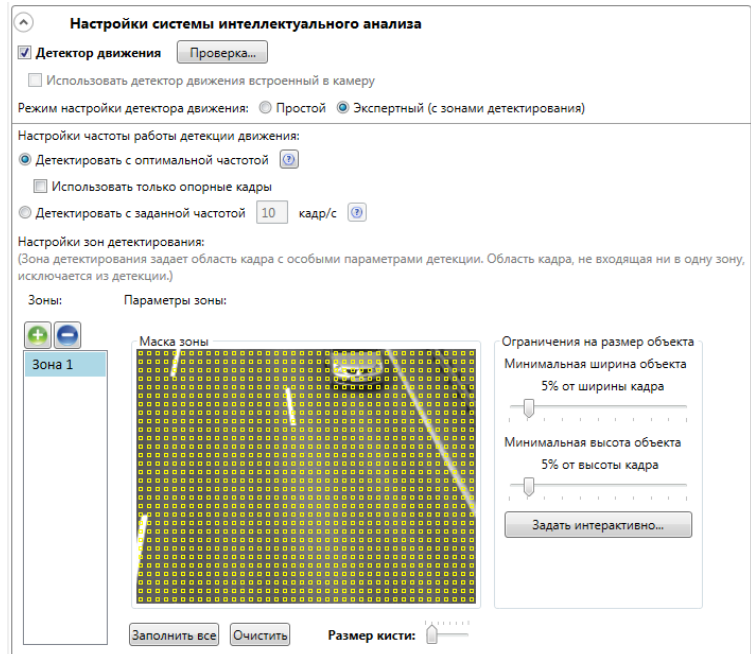 Настройки системы интеллектуального анализа
Детектор движения Проверка...
Использовать детектор движения встроенный в камеру
Режим настройки детектора движения: Простой Экспертный (с зонами детектирования)
Настройки частоты работы детекции движения:
Детектировать с оптимальной частотой ?
Использовать только опорные кадры
Детектировать с заданной частотой 10 кадр/с ?
Настройки зон детектирования:
(Зона детектирования задает область кадра с особыми параметрами детекции. Область кадра, не входящая ни в одну зону,
исключается из детекции.)
Зоны: Параметры зоны:
Зона 1
Маска зоны
Ограничения на размер объекта
Минимальная ширина объекта
5% от ширины кадра
Минимальная высота объекта
5% от высоты кадра
Задать интерактивно...
Заполнить все Очистить Размер кисти: